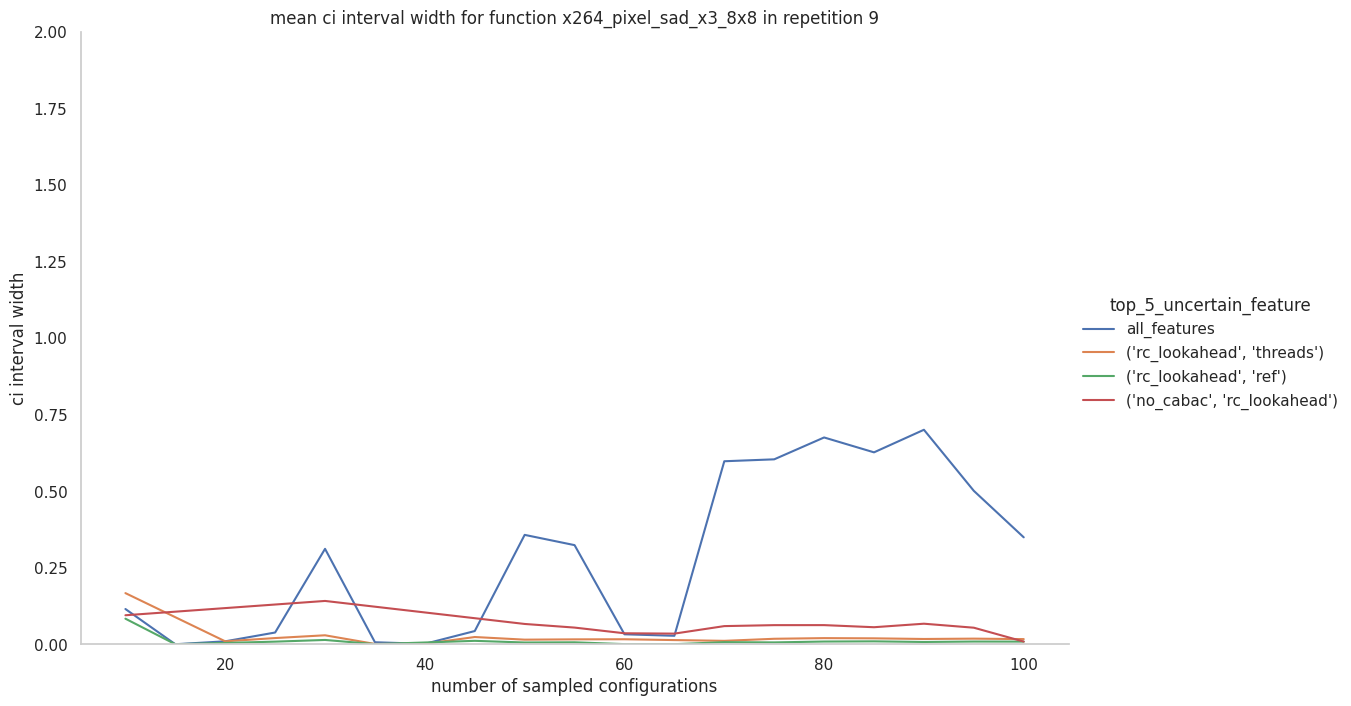 mean ci interval width for function x264_pixel_sad_x3_8x8 in repetition 9
2.00
1.75
1.50
1.25
1.00
0.75
0.50
0.25
0.00
ci interval width
20
40
60
80
100
number of sampled configurations
top_5_uncertain_feature
all_features
('rc_lookahead', 'threads')
('rc_lookahead', 'ref')
('no_cabac', 'rc_lookahead')